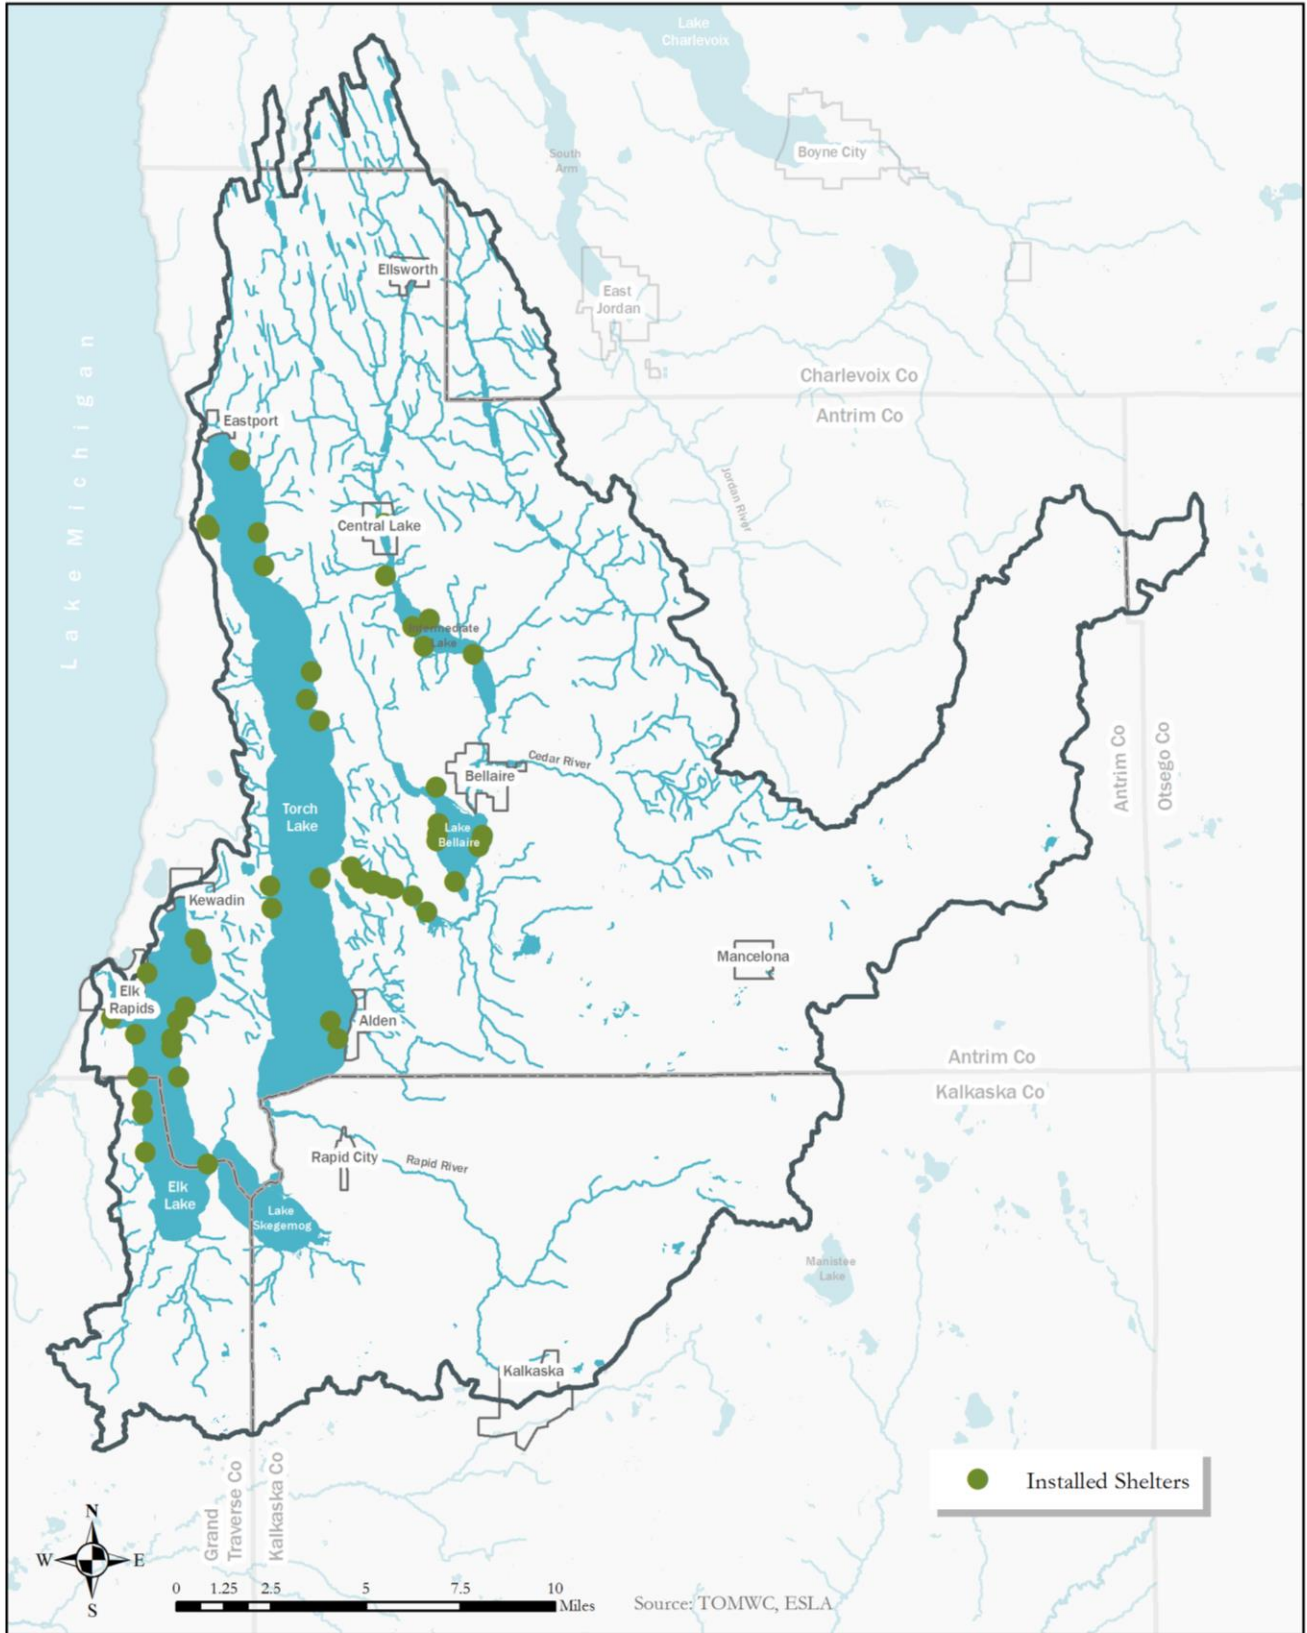 Lake
Charlevoix
Boyne City
South
Arm
Ellsworth
East
Jordan
Lake Michigan
Charlevoix Co
Antrim Co
Eastport
Jordan River
Central Lake
Intermediate
Lake
Cedar River
Bellaire
Antrim Co
Otsego Co
Torch
Lake
Lake
Bellaire
Kewadin
Mancelona
Elk
Rapids
Alden
Antrim Co
Kalkaska Co
Rapid City
Rapid River
Elk
Lake
Lake
Skegemog
Manistee
Lake
Kalkaska
Grand
Traverse Co
Kalkaska Co
Installed Shelters
N
W
E
S
0 1.25 2.5 5 7.5 10
Miles
Source: TOMWC, ESLA